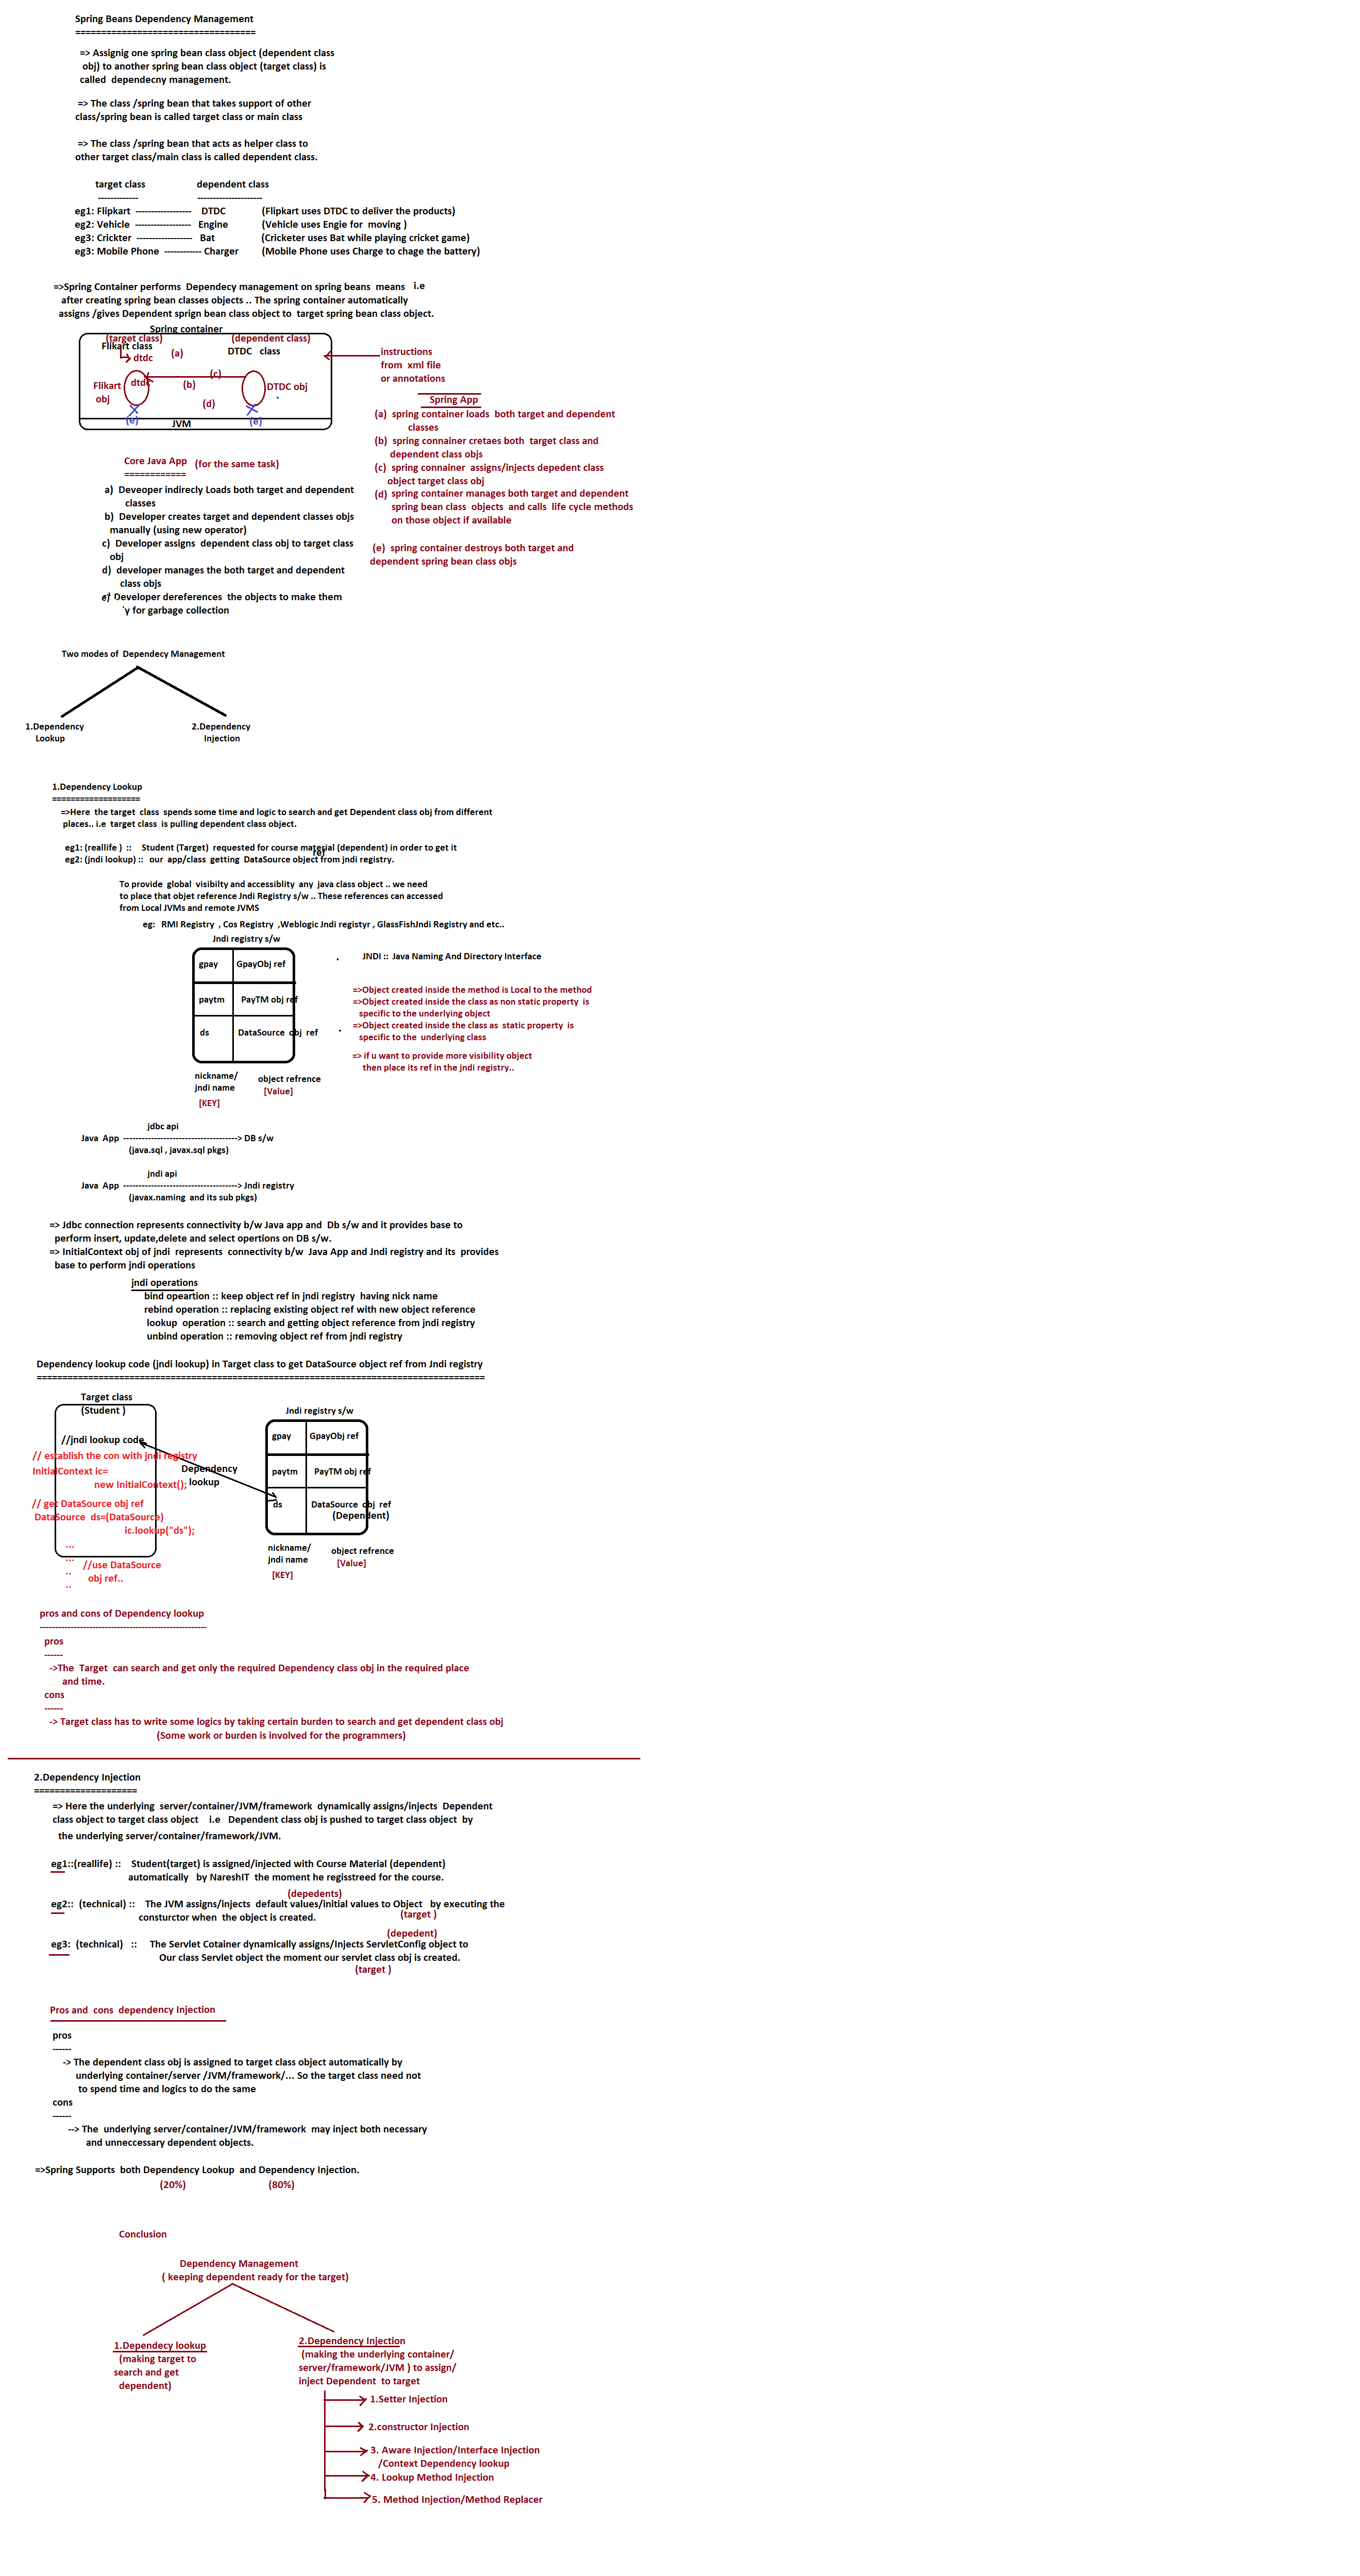 Spring Beans Dependency Management
===================================
=> Assignig one spring bean class object (dependent class
obj) to another spring bean class object (target class) is
called dependecny management.
=> The class /spring bean that takes support of other
class/spring bean is called target class or main class
=> The class /spring bean that acts as helper class to
other target class/main class is called dependent class.
target class dependent class
------------- ---------------------
eg1: Flipkart ------------------ DTDC (Flipkart uses DTDC to deliver the products)
eg2: Vehicle ------------------ Engine (Vehicle uses Engie for moving )
eg3: Crickter ------------------ Bat (Cricketer uses Bat while playing cricket game)
eg3: Mobile Phone ------------ Charger (Mobile Phone uses Charge to chage the battery)
=>Spring Container performs Dependecy management on spring beans means i.e
after creating spring bean classes objects .. The spring container automatically
assigns /gives Dependent sprign bean class object to target spring bean class object.
Spring container
(target class) (dependent class)
Flikart class DTDC class
dtdc (a)
(c)
Flikart obj dtdc (b) DTDC obj
(d)
(e) (e)
JVM
instructions
from xml file
or annotations
Spring App
(a) spring container loads both target and dependent
classes
(b) spring connainer cretaes both target class and
dependent class objs
(c) spring connainer assigns/injects depedent class
object target class obj
(d) spring container manages both target and dependent
spring bean class objects and calls life cycle methods
on those object if available
(e) spring container destroys both target and
dependent spring bean class objs
Core Java App (for the same task)
============
a) Deveoper indirecly Loads both target and dependent
classes
b) Developer creates target and dependent classes objs
manually (using new operator)
c) Developer assigns dependent class obj to target class
obj
d) developer manages the both target and dependent
class objs
e) Developer dereferences the objects to make them
'y for garbage collection
Two modes of Dependecy Management
1.Dependency
Lookup
2.Dependency
Injection
1.Dependency Lookup
===================
=>Here the target class spends some time and logic to search and get Dependent class obj from different
places.. i.e target class is pulling dependent class object.
eg1: (reallife ) :: Student (Target) requested for course material (dependent) in order to get it
ref)
eg2: (jndi lookup) :: our app/class getting DataSource object from jndi registry.
To provide global visibilty and accessiblity any java class object .. we need
to place that objet reference Jndi Registry s/w .. These references can accessed
from Local JVMs and remote JVMS
eg: RMI Registry , Cos Registry ,Weblogic Jndi registyr , GlassFishJndi Registry and etc..
Jndi registry s/w
gpay GpayObj ref
paytm PayTM obj ref
ds DataSource obj ref
nickname/
jndi name
[KEY]
object refrence
[Value]
JNDI :: Java Naming And Directory Interface
=>Object created inside the method is Local to the method
=>Object created inside the class as non static property is
specific to the underlying object
=>Object created inside the class as static property is
specific to the underlying class
=> if u want to provide more visibility object
then place its ref in the jndi registry..
jdbc api
Java App -------------------------------------> DB s/w
(java.sql , javax.sql pkgs)
jndi api
Java App -------------------------------------> Jndi registry
(javax.naming and its sub pkgs)
=> Jdbc connection represents connectivity b/w Java app and Db s/w and it provides base to
perform insert, update,delete and select opertions on DB s/w.
=> InitialContext obj of jndi represents connectivity b/w Java App and Jndi registry and its provides
base to perform jndi operations
jndi operations
bind opeartion :: keep object ref in jndi registry having nick name
rebind operation :: replacing existing object ref with new object reference
lookup operation :: search and getting object reference from jndi registry
unbind operation :: removing object ref from jndi registry
Dependency lookup code (jndi lookup) in Target class to get DataSource object ref from Jndi registry
=======================================================================================
Target class
(Student )
//jndi lookup code
// establish the con with jndi registry
InitialContext ic=
new InitialContext();
// get DataSource obj ref
DataSource ds=(DataSource)
ic.lookup("ds");
...
...
.. //use DataSource
obj ref..
..
Dependency
lookup
Jndi registry s/w
gpay GpayObj ref
paytm PayTM obj ref
ds DataSource obj ref
(Dependent)
nickname/
jndi name
[KEY]
object refrence
[Value]
pros and cons of Dependency lookup
------------------------------------------------------
pros
------
->The Target can search and get only the required Dependency class obj in the required place
and time.
cons
------
-> Target class has to write some logics by taking certain burden to search and get dependent class obj
(Some work or burden is involved for the programmers)
2.Dependency Injection
====================
=> Here the underlying server/container/JVM/framework dynamically assigns/injects Dependent
class object to target class object i.e Dependent class obj is pushed to target class object by
the underlying server/container/framework/JVM.
eg1::(reallife) :: Student(target) is assigned/injected with Course Material (dependent)
automatically by NareshIT the moment he regisstreed for the course.
(depedents)
eg2:: (technical) :: The JVM assigns/injects default values/initial values to Object by executing the
consturctor when the object is created. (target )
(depedent)
eg3: (technical) :: The Servlet Cotainer dynamically assigns/Injects ServletConfig object to
Our class Servlet object the moment our servlet class obj is created.
(target )
Pros and cons dependency Injection
pros
------
-> The dependent class obj is assigned to target class object automatically by
underlying container/server /JVM/framework/... So the target class need not
to spend time and logics to do the same
cons
------
--> The underlying server/container/JVM/framework may inject both necessary
and unneccessary dependent objects.
=>Spring Supports both Dependency Lookup and Dependency Injection.
(20%) (80%)
Conclusion
Dependency Management
( keeping dependent ready for the target)
1.Dependecy lookup
(making target to
search and get
dependent)
2.Dependency Injection
(making the underlying container/
server/framework/JVM ) to assign/
inject Dependent to target
1.Setter Injection
2.constructor Injection
3. Aware Injection/Interface Injection
/Context Dependency lookup
4. Lookup Method Injection
5. Method Injection/Method Replacer